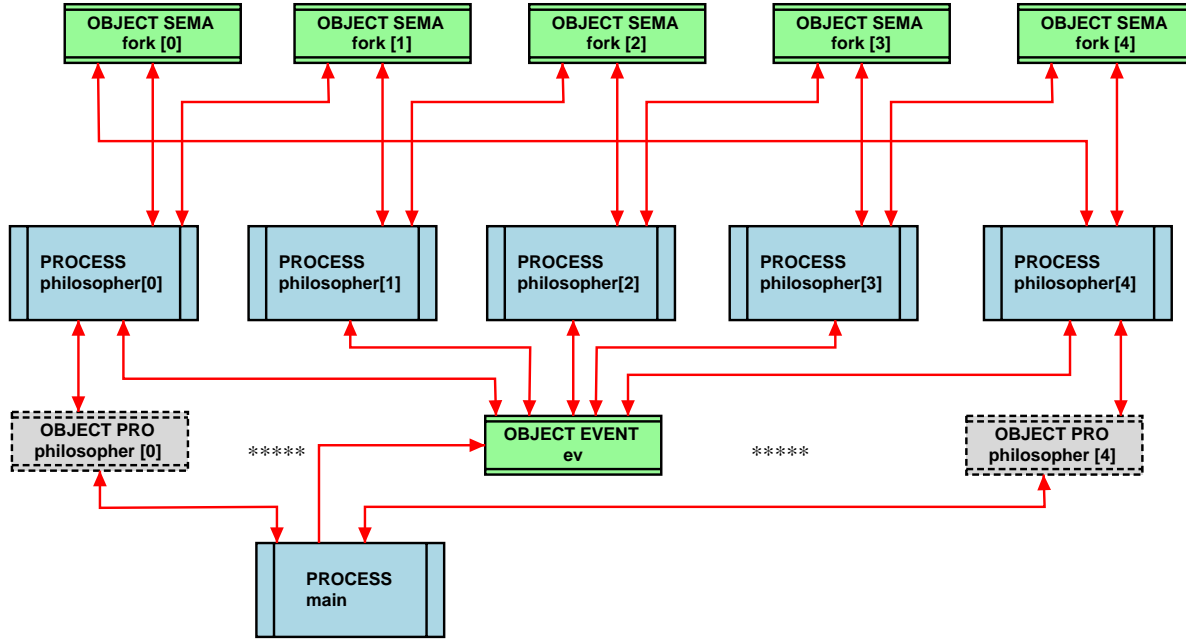 OBJECT SEMA
fork [0]
OBJECT SEMA
fork [1]
OBJECT SEMA
fork [2]
OBJECT SEMA
fork [3]
OBJECT SEMA
fork [4]
PROCESS
philosopher[0]
PROCESS
philosopher[1]
PROCESS
philosopher[2]
PROCESS
philosopher[3]
PROCESS
philosopher[4]
OBJECT PRO
philosopher [0]
*****
OBJECT EVENT
ev
*****
OBJECT PRO
philosopher [4]
PROCESS
main